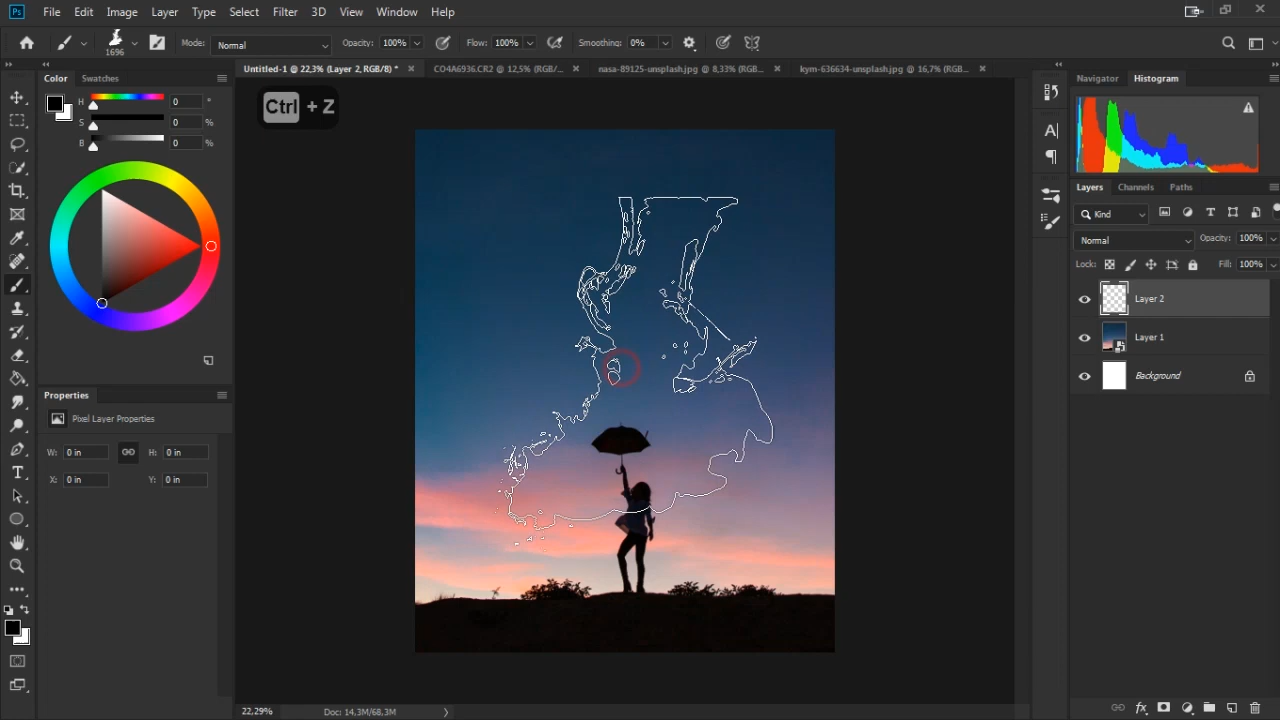 Ps File Edit Image Layer Type Select Filter 3D View Window Help
1696 Mode: Normal Opacity: 100% Flow: 100% Smoothing: 0%
Untitled-1 @ 22,3% (Layer 2, RGB/8) * × CO4A6936.CR2 @ 12,5% (RGB/... × nasa-89125-unsplash.jpg @ 8,33% (RGB... × kym-636634-unsplash.jpg @ 16,7% (RGB... ×
Color Swatches
H 0 °
S 0 %
B 0 %
Ctrl + Z
Properties
Pixel Layer Properties
W: 0 in H: 0 in
X: 0 in Y: 0 in
Navigator Histogram
Layers Channels Paths
Kind
Normal Opacity: 100%
Lock: Fill: 100%
Layer 2
Layer 1
Background
22,29% Doc: 14,3M/68,3M